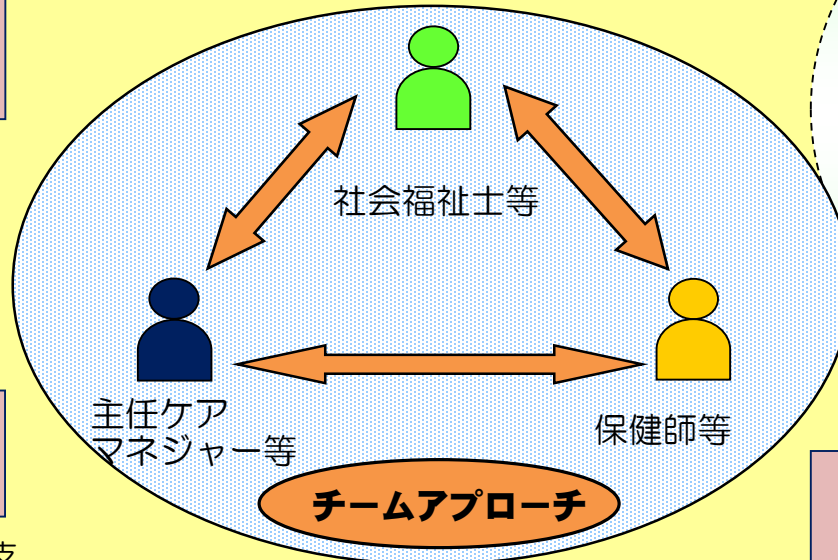 社会福祉士等
主任ケア
マネジャー等
保健師等
チームアプローチ
支